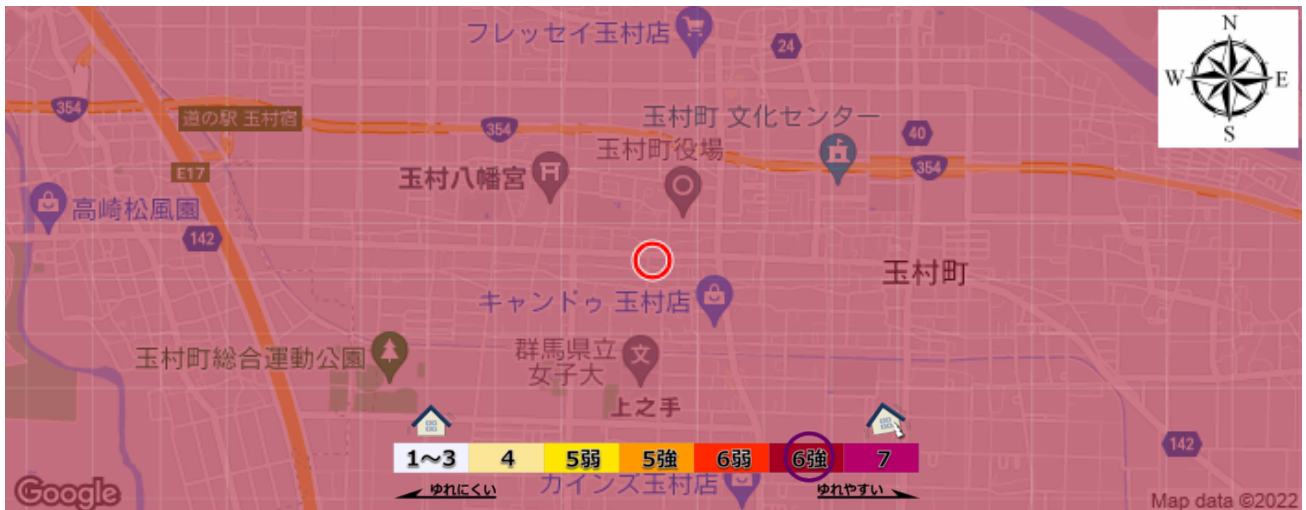 フレッセイ玉村店
24
N
W
E
S
354
道の駅 玉村宿
354
玉村町 文化センター
40
玉村町役場
354
E17
玉村八幡宮
高崎松風園
142
玉村町
キャンドゥ 玉村店
玉村町総合運動公園
群馬県立
女子大
文
上之手
1～3
4
5弱
5強
6弱
6強
7
142
ゆれにくい
カインズ玉村店
ゆれやすい
Google
Map data ©2022